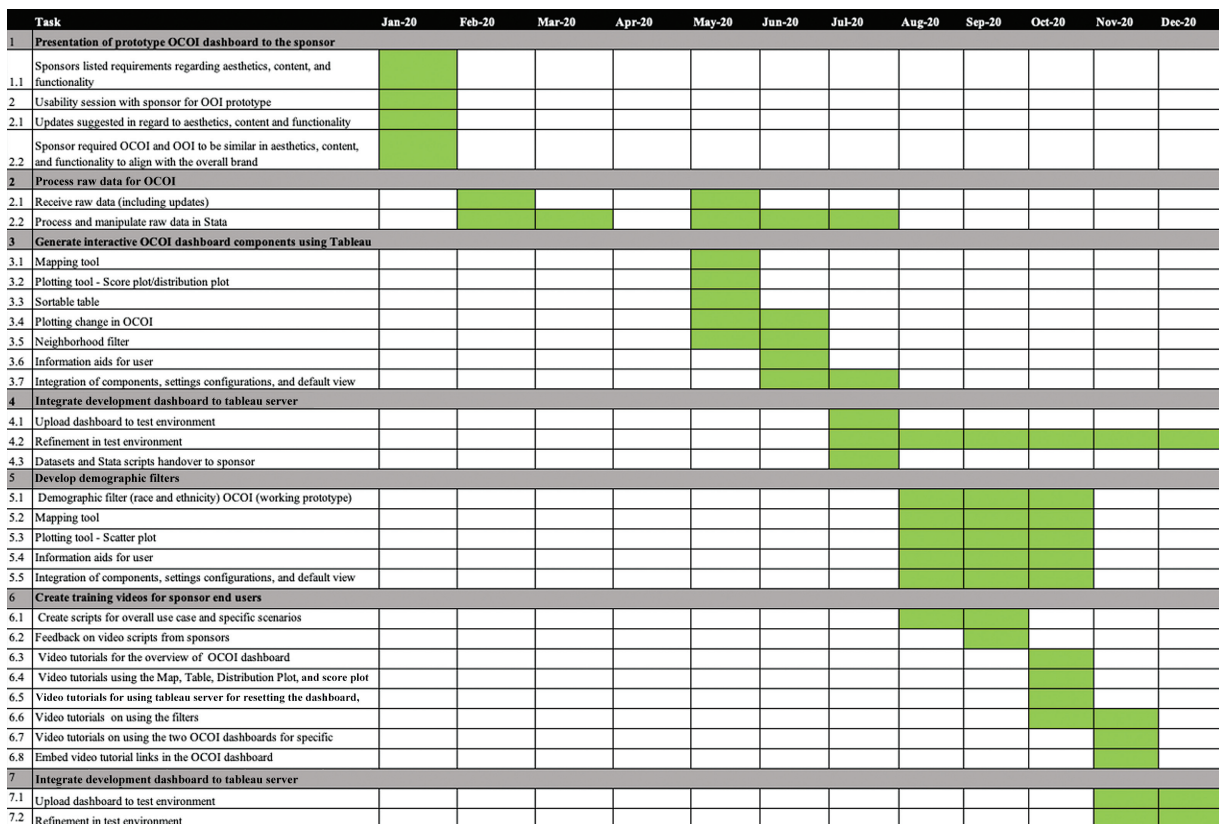 Task Jan-20 Feb-20 Mar-20 Apr-20 May-20 Jun-20 Jul-20 Aug-20 Sep-20 Oct-20 Nov-20 Dec-20
1 Presentation of prototype OCOI dashboard to the sponsor
Sponsors listed requirements regarding aesthetics, content, and
1.1 functionality
2 Usability session with sponsor for OOI prototype
2.1 Updates suggested in regard to aesthetics, content and functionality
Sponsor required OCOI and OOI to be similar in aesthetics, content,
2.2 and functionality to align with the overall brand
2 Process raw data for OCOI
2.1 Receive raw data (including updates)
2.2 Process and manipulate raw data in Stata
3 Generate interactive OCOI dashboard components using Tableau
3.1 Mapping tool
3.2 Plotting tool - Score plot/distribution plot
3.3 Sortable table
3.4 Plotting change in OCOI
3.5 Neighborhood filter
3.6 Information aids for user
3.7 Integration of components, settings configurations, and default view
4 Integrate development dashboard to tableau server
4.1 Upload dashboard to test environment
4.2 Refinement in test environment
4.3 Datasets and Stata scripts handover to sponsor
5 Develop demographic filters
5.1 Demographic filter (race and ethnicity) OCOI (working prototype)
5.2 Mapping tool
5.3 Plotting tool - Scatter plot
5.4 Information aids for user
5.5 Integration of components, settings configurations, and default view
6 Create training videos for sponsor end users
6.1 Create scripts for overall use case and specific scenarios
6.2 Feedback on video scripts from sponsors
6.3 Video tutorials for the overview of OCOI dashboard
6.4 Video tutorials using the Map, Table, Distribution Plot, and score plot
6.5 Video tutorials for using tableau server for resetting the dashboard,
6.6 Video tutorials on using the filters
6.7 Video tutorials on using the two OCOI dashboards for specific
6.8 Embed video tutorial links in the OCOI dashboard
7 Integrate development dashboard to tableau server
7.1 Upload dashboard to test environment
7.2 Refinement in test environment